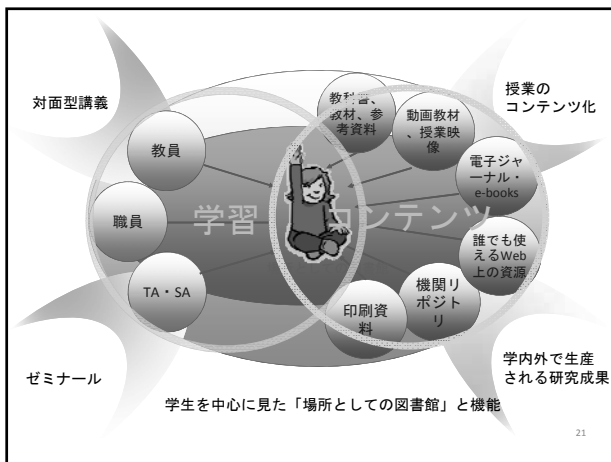 対面型講義
授業の
コンテンツ化
教員
職員
TA・SA
学習
コンテンツ
教科書、
教材、参
考資料
動画教材
、授業映
像
電子ジャ
ーナル・
e-books
誰でも使
えるWeb
上の資源
機関リ
ポジト
リ
印刷資
料
ゼミナール
学内外で生産
される研究成果
学生を中心に見た「場所としての図書館」と機能
21